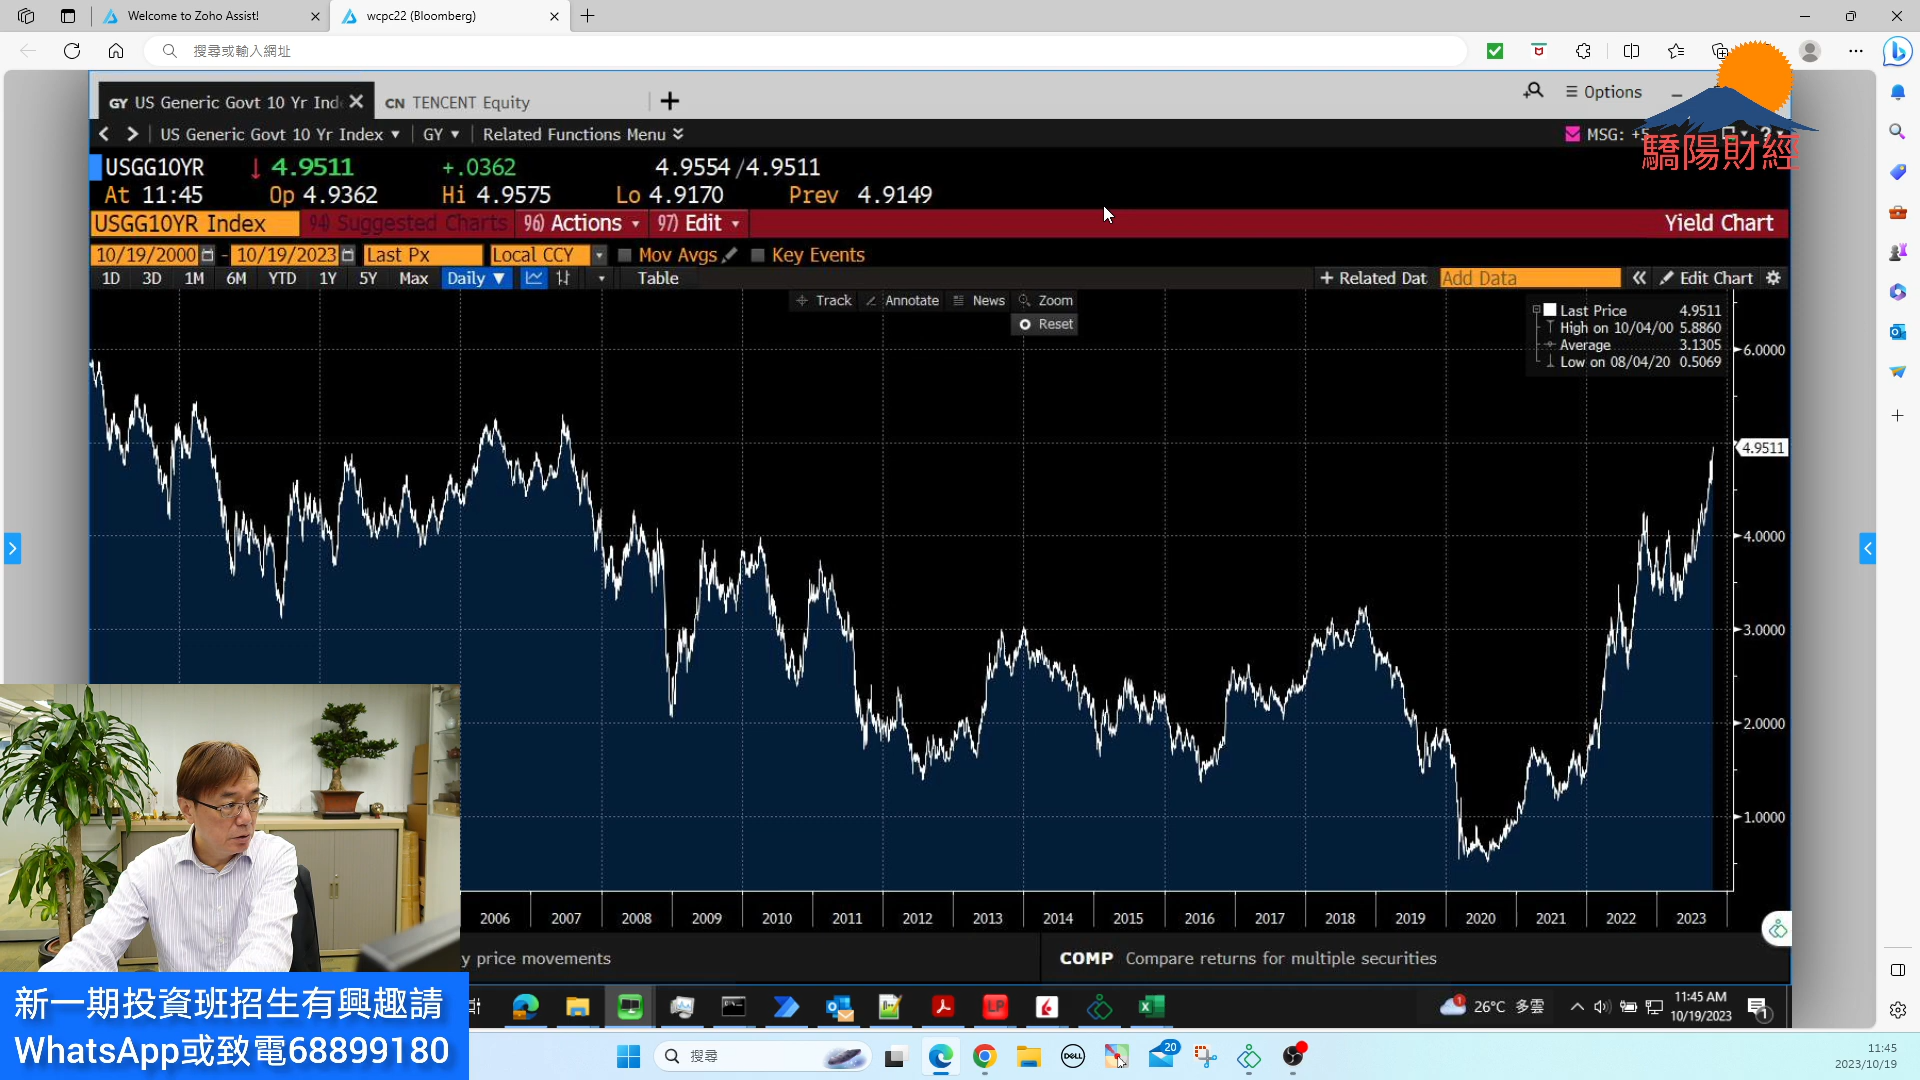 Welcome to Zoho Assist!
wcpc22 (Bloomberg)
搜尋或輸入網址
GY US Generic Govt 10 Yr Ind
CN TENCENT Equity
Options
US Generic Govt 10 Yr Index
GY
Related Functions Menu
MSG: +5
驕陽財經
USGG10YR
4.9511
+.0362
4.9554 /4.9511
At 11:45
Op 4.9362
Hi 4.9575
Lo 4.9170
Prev 4.9149
USGG10YR Index
94) Suggested Charts
96) Actions
97) Edit
Yield Chart
10/19/2000 - 10/19/2023
Last Px
Local CCY
Mov Avgs
Key Events
1D 3D 1M 6M YTD 1Y 5Y Max Daily ▼
Table
+ Related Dat
Add Data
Edit Chart
Track
Annotate
News
Zoom
Reset
Last Price 4.9511
High on 10/04/00 5.8860
Average 3.1305
Low on 08/04/20 0.5069
6.0000
4.9511
4.0000
3.0000
2.0000
1.0000
2006 2007 2008 2009 2010 2011 2012 2013 2014 2015 2016 2017 2018 2019 2020 2021 2022 2023
y price movements
COMP Compare returns for multiple securities
新一期投資班招生有興趣請
WhatsApp或致電68899180
26°C 多雲
11:45 AM
10/19/2023
搜尋
DELL
20
11:45
2023/10/19